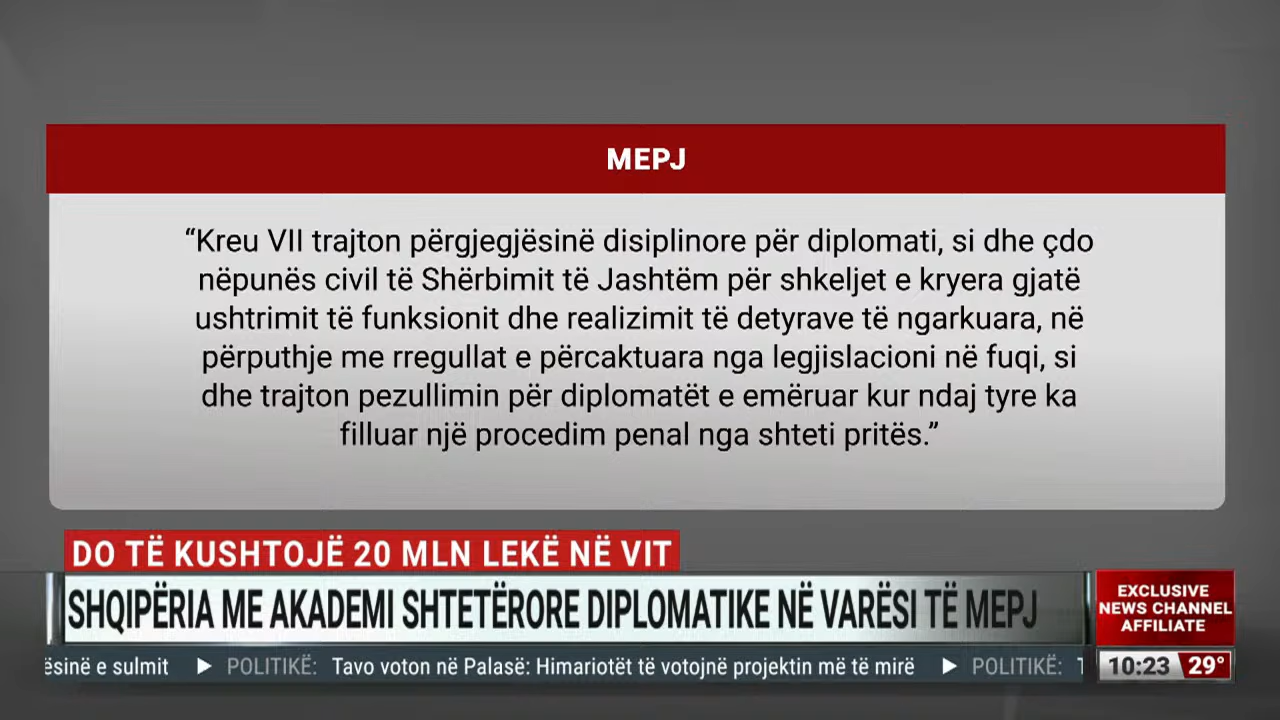 MEPJ
“Kreu VII trajton përgjegjësinë disiplinore për diplomati, si dhe çdo
nëpunës civil të Shërbimit të Jashtëm për shkeljet e kryera gjatë
ushtrimit të funksionit dhe realizimit të detyrave të ngarkuara, në
përputhje me rregullat e përcaktuara nga legjislacioni në fuqi, si
dhe trajton pezullimin për diplomatët e emëruar kur ndaj tyre ka
filluar një procedim penal nga shteti pritës.”
DO TË KUSHTOJË 20 MLN LEKË NË VIT
SHQIPËRIA ME AKADEMI SHTETËRORE DIPLOMATIKE NË VARËSI TË MEPJ
EXCLUSIVE
NEWS CHANNEL
AFFILIATE
ësinë e sulmit ▶ POLITIKË: Tavo voton në Palasë: Himariotët të votojnë projektin më të mirë ▶ POLITIKË:
10:23 29°